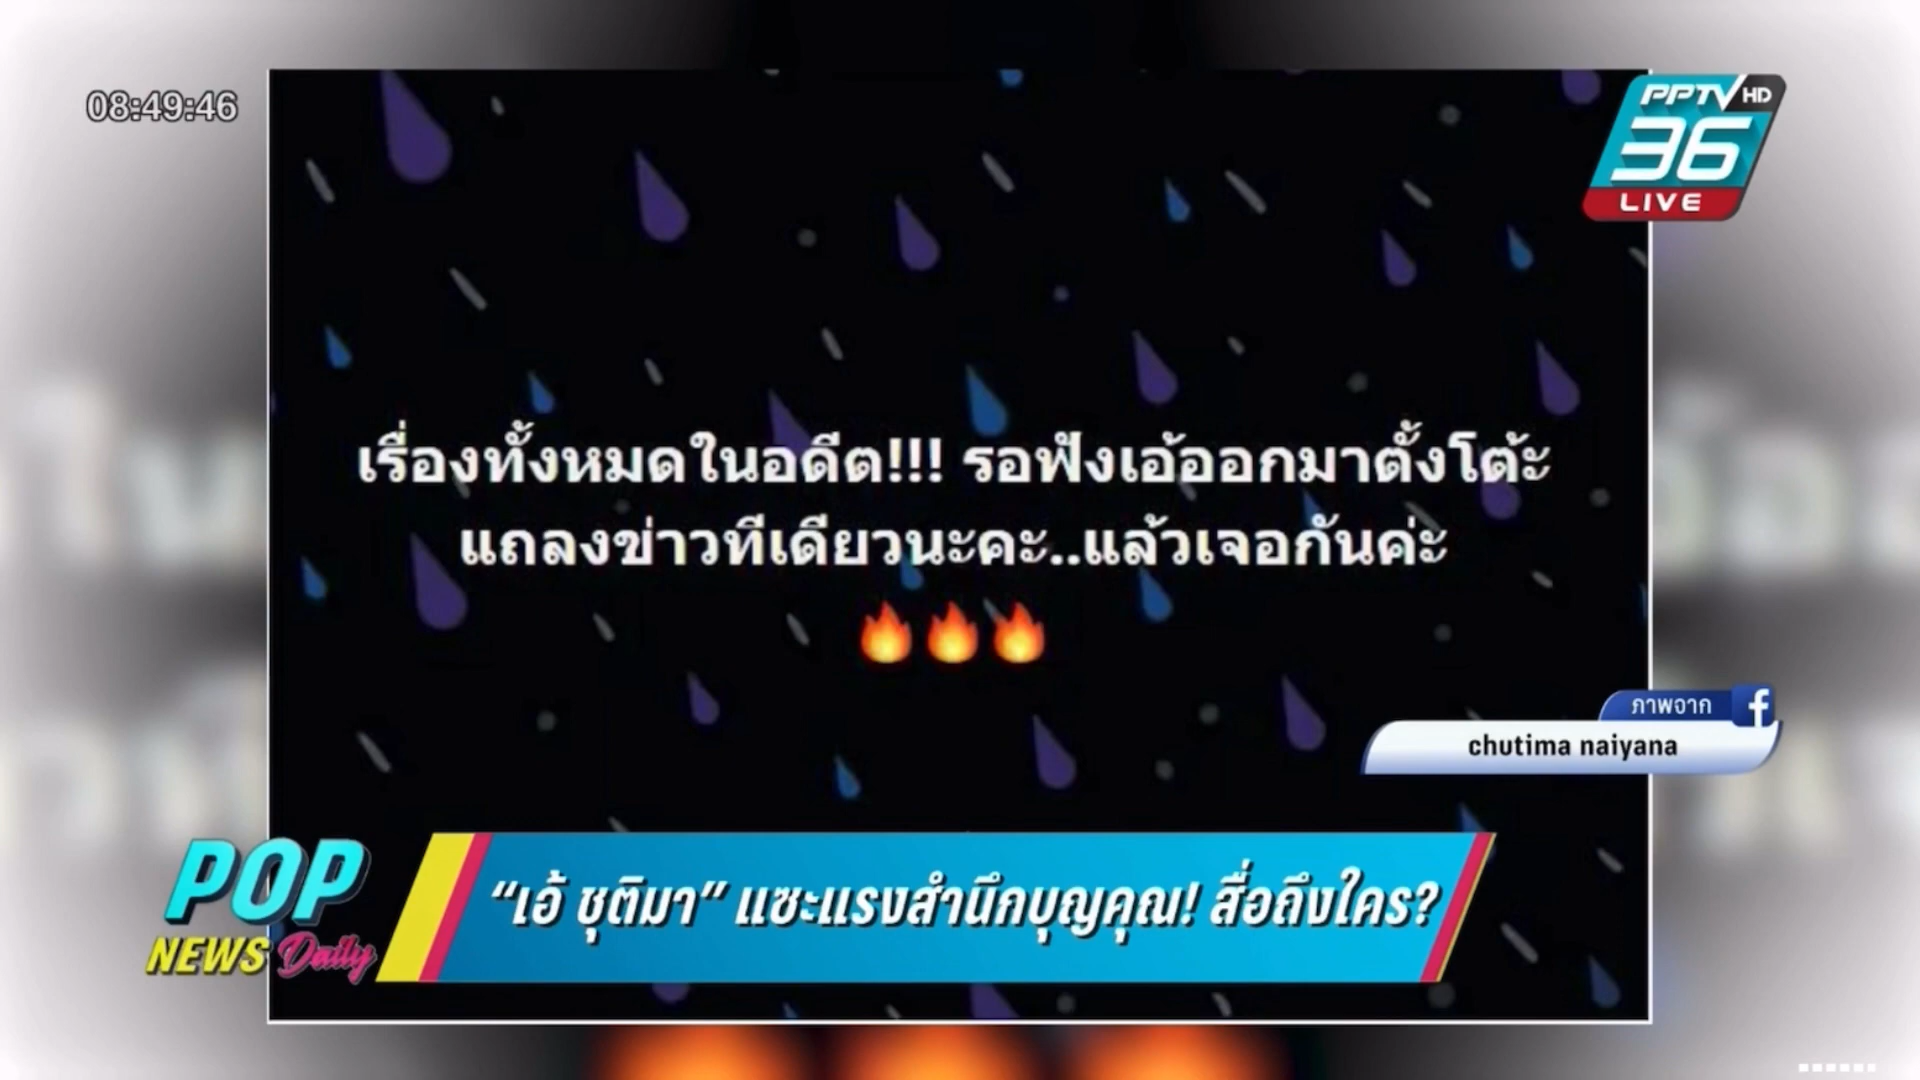 08:49:46
PPTV HD
36
LIVE
เรื่องทั้งหมดในอดีต!!! รอฟังเอ้ออกมาตั้งโต้ะ
แถลงข่าวทีเดียวนะคะ..แล้วเจอกันค่ะ
🔥🔥🔥
ภาพจาก f
chutima naiyana
POP
NEWS Daily
“เอ้ ชุติมา” แซะแรงสำนึกบุญคุณ! สื่อถึงใคร?